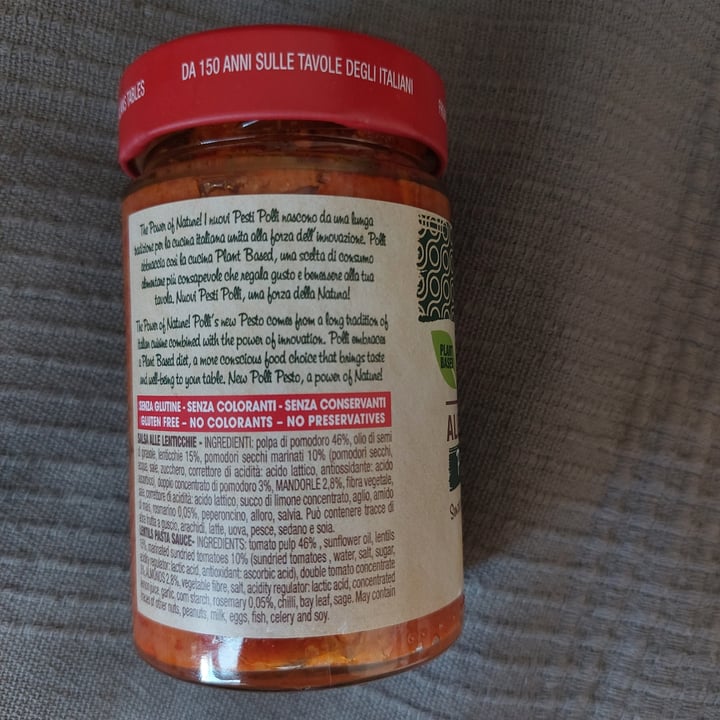 DA 150 ANNI SULLE TAVOLE DEGLI ITALIANI
TABLES
The Power of Nature! I nuovi Pesti Polli nascono da una lunga
tradizione per la cucina italiana unita alla forza dell'innovazione. Polli
abbraccia così la cucina Plant Based, una scelta di consumo
alimentare più consapevole che regala gusto e benessere alla tua
tavola. Nuovi Pesti Polli, una forza della Natura!
The Power of Nature! Polli's new Pesto comes from a long tradition of
Italian cuisine combined with the power of innovation. Polli embraces
a Plant Based diet, a more conscious food choice that brings taste
and well-being to your table. New Polli Pesto, a power of Nature!
SENZA GLUTINE - SENZA COLORANTI - SENZA CONSERVANTI
GLUTEN FREE – NO COLORANTS – NO PRESERVATIVES
SALSA ALLE LENTICCHIE - INGREDIENTI: polpa di pomodoro 46%, olio di semi
di girasole, lenticchie 15%, pomodori secchi marinati 10% (pomodori secchi,
acqua, sale, zucchero, correttore di acidità: acido lattico, antiossidante: acido
ascorbico), doppio concentrato di pomodoro 3%, MANDORLE 2,8%, fibra vegetale,
sale, correttore di acidità: acido lattico, succo di limone concentrato, aglio, amido
di mais, rosmarino 0,05%, peperoncino, alloro, salvia. Può contenere tracce di
altra frutta a guscio, arachidi, latte, uova, pesce, sedano e soia.
LENTILS PASTA SAUCE- INGREDIENTS: tomato pulp 46% , sunflower oil, lentils
15%, marinated sundried tomatoes 10% (sundried tomatoes , water, salt, sugar,
acidity regulator: lactic acid, antioxidant: ascorbic acid), double tomato concentrate
3%, ALMONDS 2,8%, vegetable fibre, salt, acidity regulator: lactic acid, concentrated
lemon juice, garlic, corn starch, rosemary 0,05%, chilli, bay leaf, sage. May contain
traces of other nuts, peanuts, milk, eggs, fish, celery and soy.
PLANT
BASED
AL